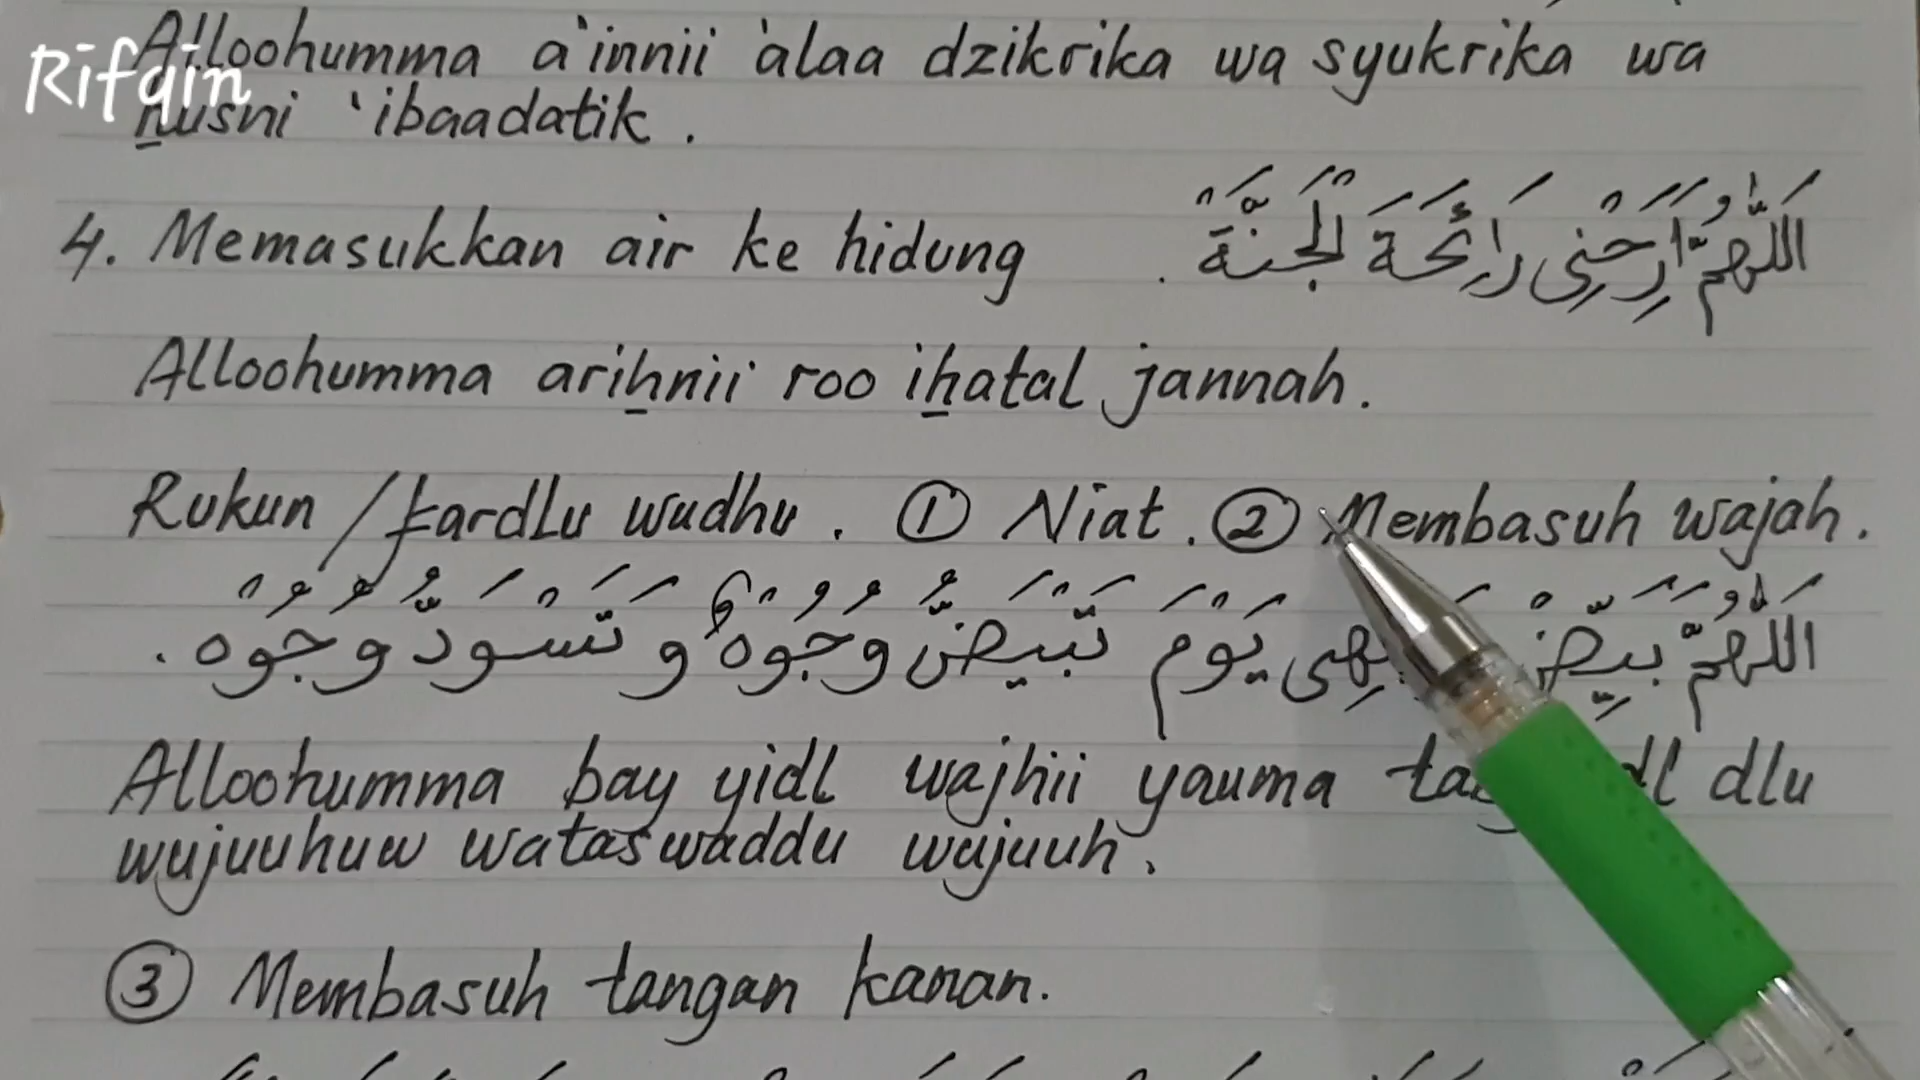 Rifqin
Alloohumma a'innii 'alaa dzikrika wa syukrika wa
husni 'ibaadatik.
4. Memasukkan air ke hidung
اَللّٰهُمَّ اَرِحْنِى رَائِحَةَ الْجَنَّةْ .
Alloohumma arihnii roo ihatal jannah.
Rukun / fardlu wudhu. ① Niat. ② Membasuh wajah.
اَللّٰهُمَّ بَيِّضْ يَوْمَ تَبْيَضُّ وُجُوْهٌ وَ تَسْوَدُّ وُجُوْهْ .
Alloohumma bay yidl wajhii yauma dlu
wujuuhuw wataswaddu wujuuh.
③ Membasuh tangan kanan.